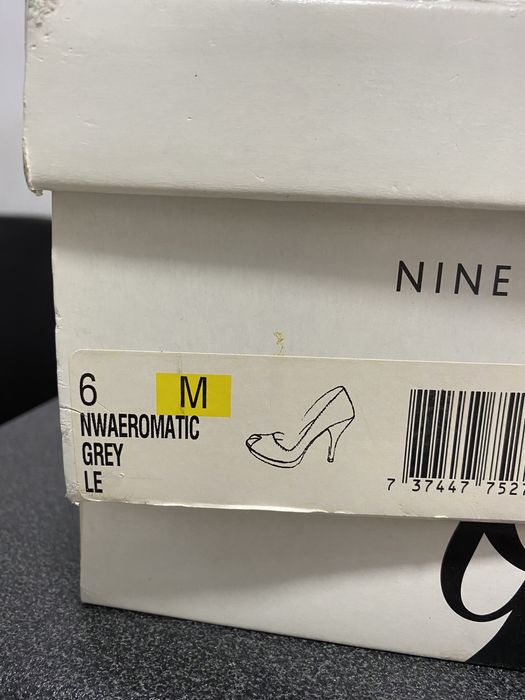 NINE
6 M
NWAEROMATIC
GREY
LE
7 37447 752